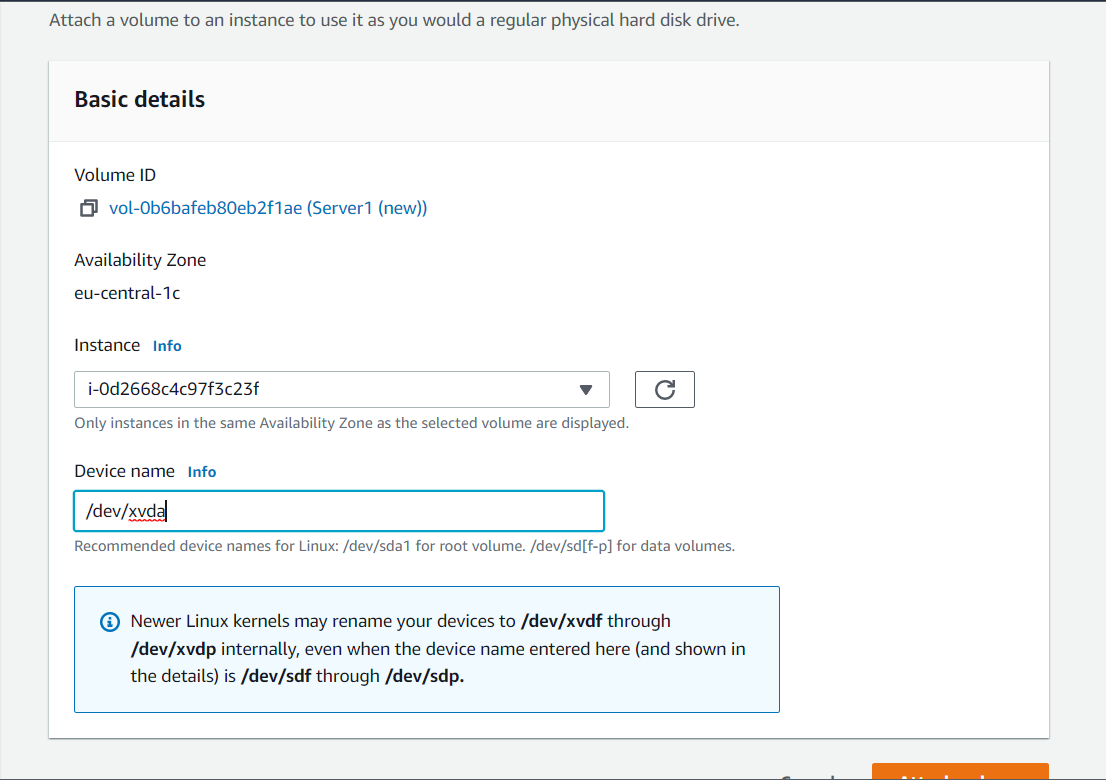 Attach a volume to an instance to use it as you would a regular physical hard disk drive.
Basic details
Volume ID
vol-0b6bafeb80eb2f1ae (Server1 (new))
Availability Zone
eu-central-1c
Instance Info
i-0d2668c4c97f3c23f
Only instances in the same Availability Zone as the selected volume are displayed.
Device name Info
/dev/xvda
Recommended device names for Linux: /dev/sda1 for root volume. /dev/sd[f-p] for data volumes.
Newer Linux kernels may rename your devices to /dev/xvdf through
/dev/xvdp internally, even when the device name entered here (and shown in
the details) is /dev/sdf through /dev/sdp.